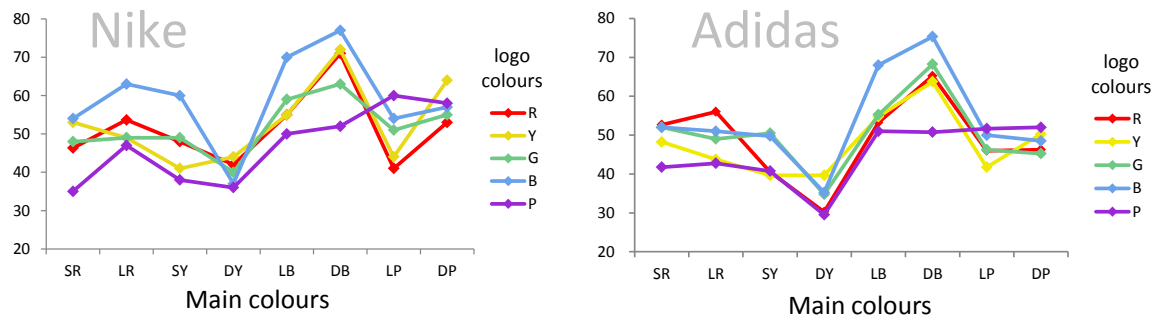 Nike
80
70
60
50
40
30
20
SR LR SY DY LB DB LP DP
Main colours
logo
colours
R
Y
G
B
P
Adidas
80
70
60
50
40
30
20
SR LR SY DY LB DB LP DP
Main colours
logo
colours
R
Y
G
B
P